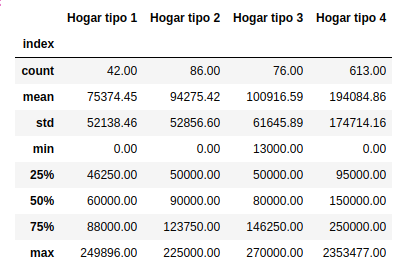 Hogar tipo 1 Hogar tipo 2 Hogar tipo 3 Hogar tipo 4
index
count 42.00 86.00 76.00 613.00
mean 75374.45 94275.42 100916.59 194084.86
std 52138.46 52856.60 61645.89 174714.16
min 0.00 0.00 13000.00 0.00
25% 46250.00 50000.00 50000.00 95000.00
50% 60000.00 90000.00 80000.00 150000.00
75% 88000.00 123750.00 146250.00 250000.00
max 249896.00 225000.00 270000.00 2353477.00